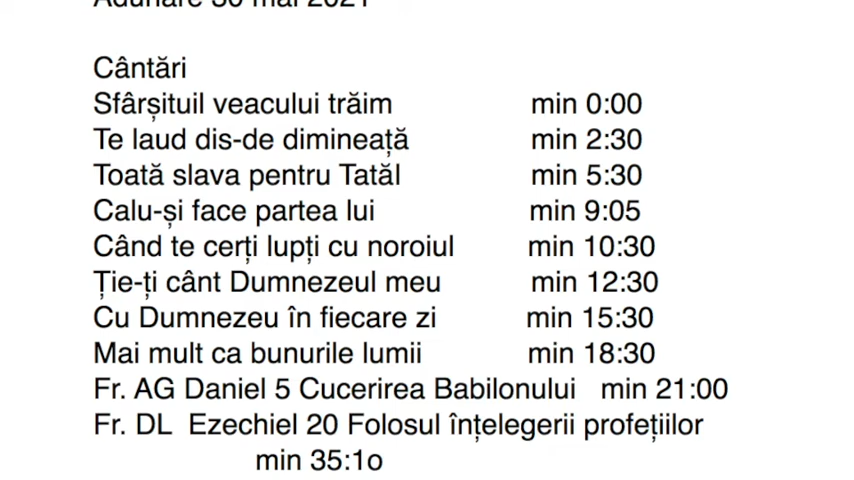 Adunare 30 mai 2021
Cântări
Sfârșituil veacului trăim min 0:00
Te laud dis-de dimineață min 2:30
Toată slava pentru Tatăl min 5:30
Calu-și face partea lui min 9:05
Când te cerți lupți cu noroiul min 10:30
Ție-ți cânt Dumnezeul meu min 12:30
Cu Dumnezeu în fiecare zi min 15:30
Mai mult ca bunurile lumii min 18:30
Fr. AG Daniel 5 Cucerirea Babilonului min 21:00
Fr. DL Ezechiel 20 Folosul înțelegerii profețiilor
min 35:1o